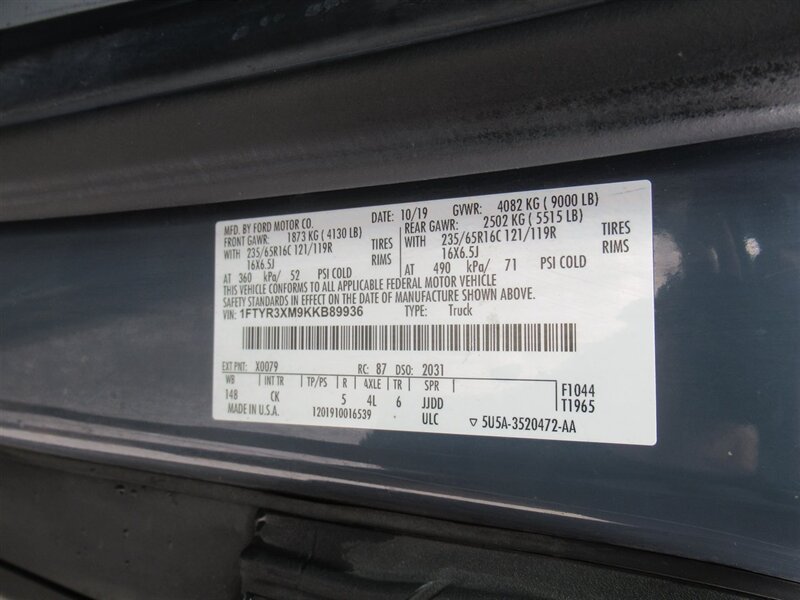 MFD. BY FORD MOTOR CO. DATE: 10/19 GVWR: 4082 KG ( 9000 LB)
FRONT GAWR: 1873 KG ( 4130 LB) REAR GAWR: 2502 KG ( 5515 LB)
WITH 235/65R16C 121/119R TIRES WITH 235/65R16C 121/119R TIRES
16X6.5J RIMS 16X6.5J RIMS
AT 360 kPa/ 52 PSI COLD AT 490 kPa/ 71 PSI COLD
THIS VEHICLE CONFORMS TO ALL APPLICABLE FEDERAL MOTOR VEHICLE
SAFETY STANDARDS IN EFFECT ON THE DATE OF MANUFACTURE SHOWN ABOVE.
VIN: 1FTYR3XM9KKB89936 TYPE: Truck
EXT PNT: X0079 RC: 87 DSO: 2031
WB INT TR TP/PS R AXLE TR SPR F1044
148 CK 5 4L 6 JJDD T1965
MADE IN U.S.A. 1201910016539 ULC ▽ 5U5A-3520472-AA